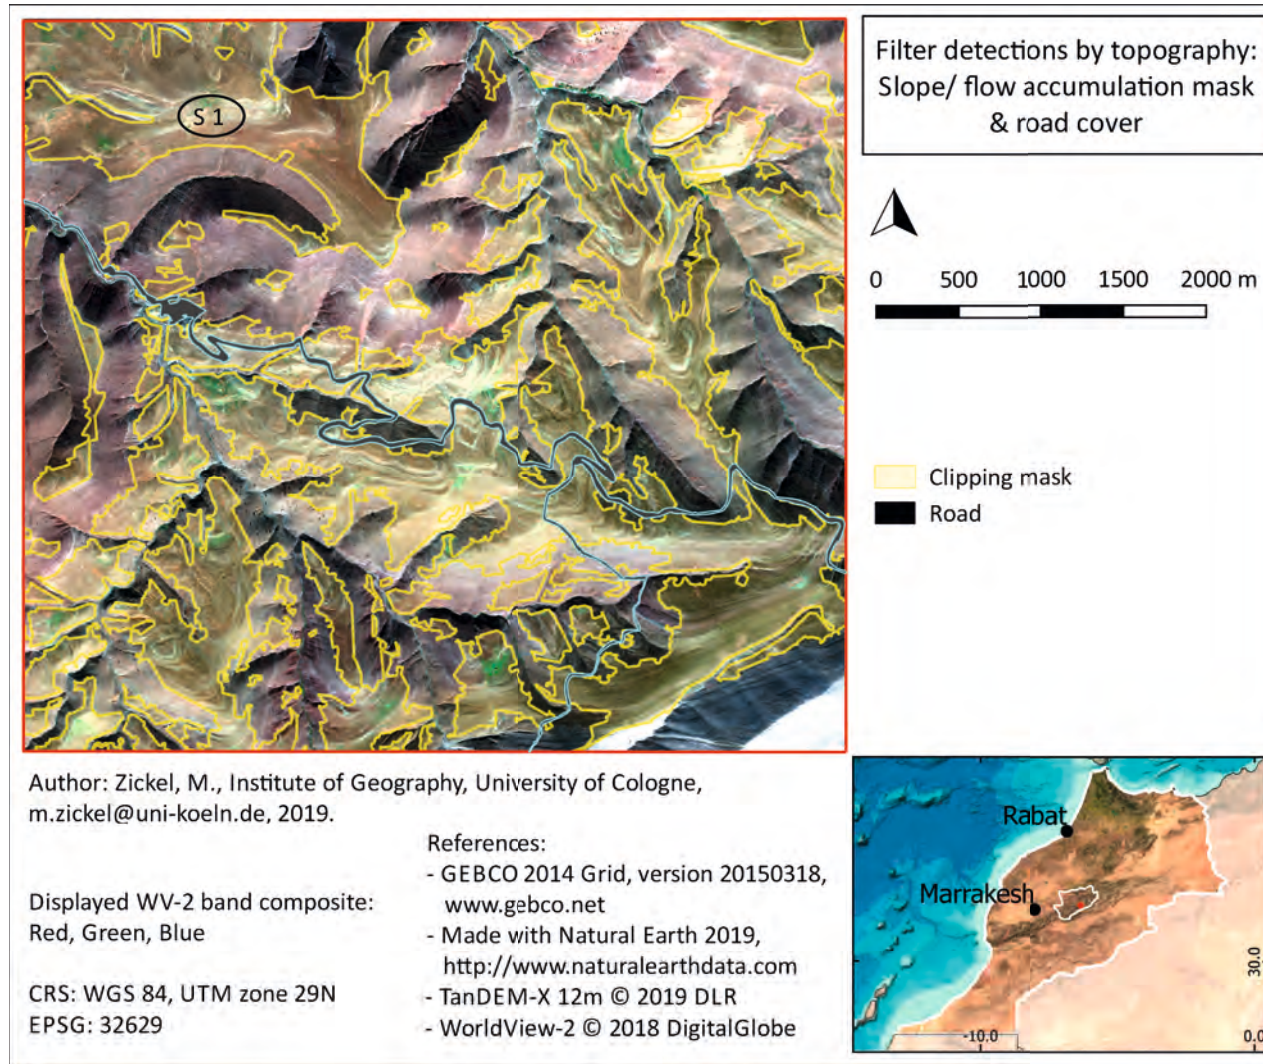 S 1
Filter detections by topography:
Slope/ flow accumulation mask
& road cover
0 500 1000 1500 2000 m
Clipping mask
Road
Author: Zickel, M., Institute of Geography, University of Cologne,
m.zickel@uni-koeln.de, 2019.
Displayed WV-2 band composite:
Red, Green, Blue
CRS: WGS 84, UTM zone 29N
EPSG: 32629
References:
- GEBCO 2014 Grid, version 20150318,
www.gebco.net
- Made with Natural Earth 2019,
http://www.naturalearthdata.com
- TanDEM-X 12m © 2019 DLR
- WorldView-2 © 2018 DigitalGlobe
Rabat
Marrakesh
30.0
-10.0 0.0